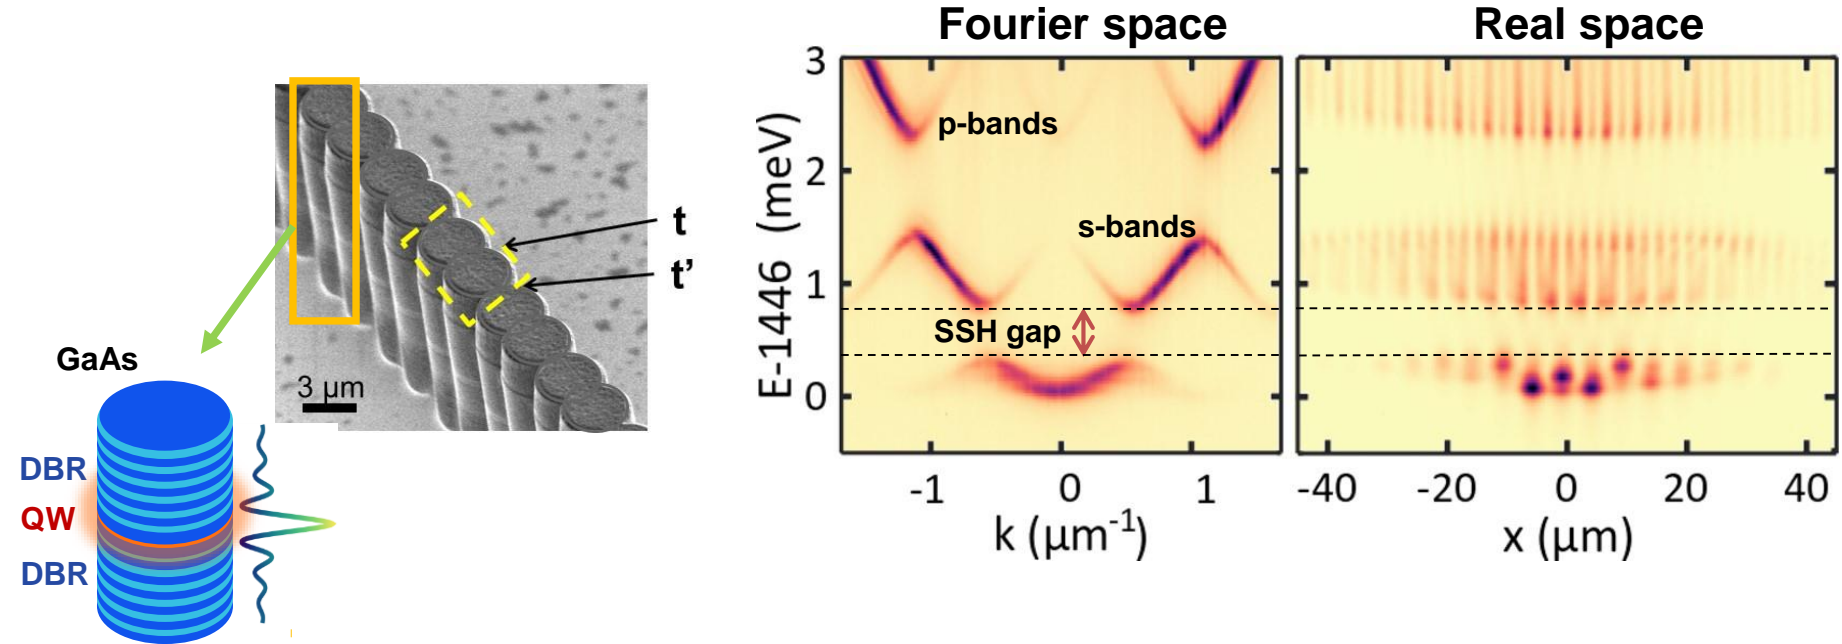 Fourier space
Real space
3
2
1
0
E-1446 (meV)
p-bands
s-bands
SSH gap
-1 0 1
k (μm⁻¹)
-40 -20 0 20 40
x (μm)
t
t’
3 μm
GaAs
DBR
QW
DBR